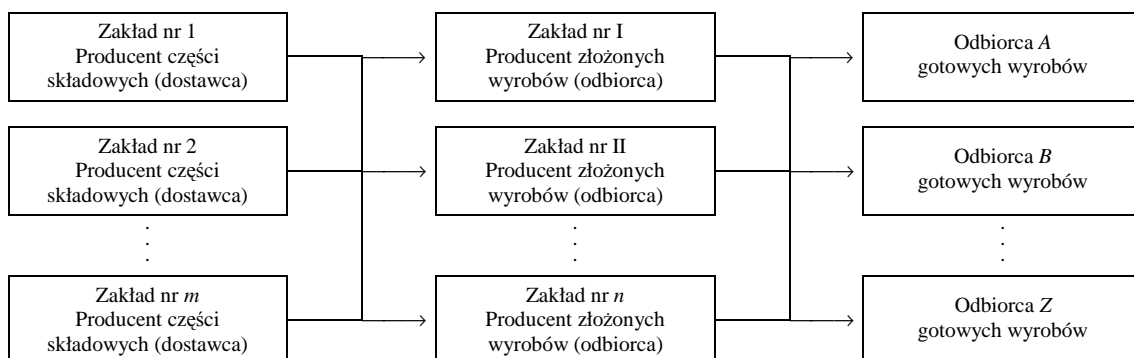 Zakład nr 1
Producent części
składowych (dostawca)
Zakład nr I
Producent złożonych
wyrobów (odbiorca)
Odbiorca A
gotowych wyrobów
Zakład nr 2
Producent części
składowych (dostawca)
Zakład nr II
Producent złożonych
wyrobów (odbiorca)
Odbiorca B
gotowych wyrobów
Zakład nr m
Producent części
składowych (dostawca)
Zakład nr n
Producent złożonych
wyrobów (odbiorca)
Odbiorca Z
gotowych wyrobów